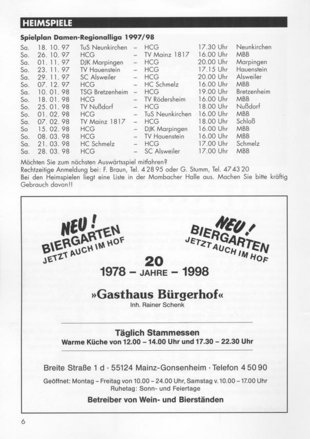 HEIMSPIELE
Spielplan Damen-Regionalliga 1997/98
Sa. 18. 10. 97 TuS Neunkirchen – HCG 17.30 Uhr Neunkirchen
So. 26. 10. 97 HCG – TV Mainz 1817 16.00 Uhr MBB
Sa. 01. 11. 97 DJK Marpingen – HCG 20.00 Uhr Marpingen
So. 23. 11. 97 TV Hauenstein – HCG 17.15 Uhr Hauenstein
Sa. 29. 11. 97 SC Alsweiler – HCG 20.00 Uhr Alsweiler
So. 07. 12. 97 HCG – HC Schmelz 16.00 Uhr MBB
Sa. 10. 01. 98 TSG Bretzenheim – HCG 19.00 Uhr Bretzenheim
So. 18. 01. 98 HCG – TV Rödersheim 16.00 Uhr MBB
So. 25. 01. 98 TV Nußdorf – HCG 18.00 Uhr Nußdorf
So. 01. 02. 98 HCG – TuS Neunkirchen 16.00 Uhr MBB
Sa. 07. 02. 98 TV Mainz 1817 – HCG 18.00 Uhr Schloß
So. 15. 02. 98 HCG – DJK Marpingen 16.00 Uhr MBB
So. 08. 03. 98 HCG – TV Hauenstein 16.00 Uhr MBB
Sa. 21. 03. 98 HC Schmelz – HCG 17.00 Uhr Schmelz
Sa. 28. 03. 98 HCG – SC Alsweiler 17.00 Uhr MBB
Möchten Sie zum nächsten Auswärtsspiel mitfahren?
Rechtzeitige Anmeldung bei: F. Braun, Tel. 4 28 95 oder G. Stumm, Tel. 47 43 20
Bei den Heimspielen liegt eine Liste in der Mombacher Halle aus. Machen Sie bitte kräftig
Gebrauch davon!!
NEU !
BIERGARTEN
JETZT AUCH IM HOF
NEU !
BIERGARTEN
JETZT AUCH IM HOF
20
1978 – JAHRE – 1998
»Gasthaus Bürgerhof«
Inh. Rainer Schenk
Täglich Stammessen
Warme Küche von 12.00 – 14.00 Uhr und 17.30 – 22.30 Uhr
Breite Straße 1 d · 55124 Mainz-Gonsenheim · Telefon 4 50 90
Geöffnet: Montag – Freitag von 10.00 – 24.00 Uhr, Samstag v. 10.00 – 17.00 Uhr
Ruhetag: Sonn- und Feiertage
Betreiber von Wein- und Bierständen
6